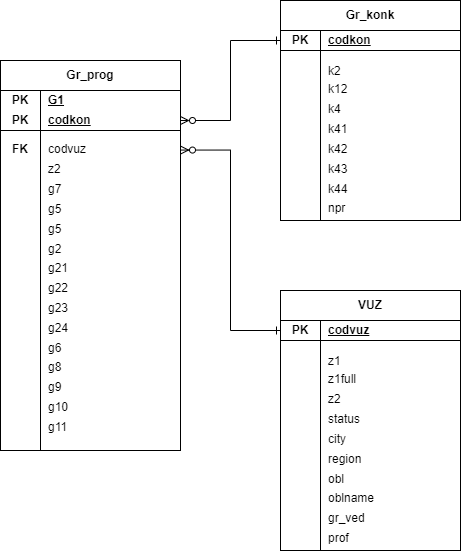 Gr_prog
PK G1
PK codkon
FK codvuz
z2
g7
g5
g5
g2
g21
g22
g23
g24
g6
g8
g9
g10
g11
Gr_konk
PK codkon
k2
k12
k4
k41
k42
k43
k44
npr
VUZ
PK codvuz
z1
z1full
z2
status
city
region
obl
oblname
gr_ved
prof